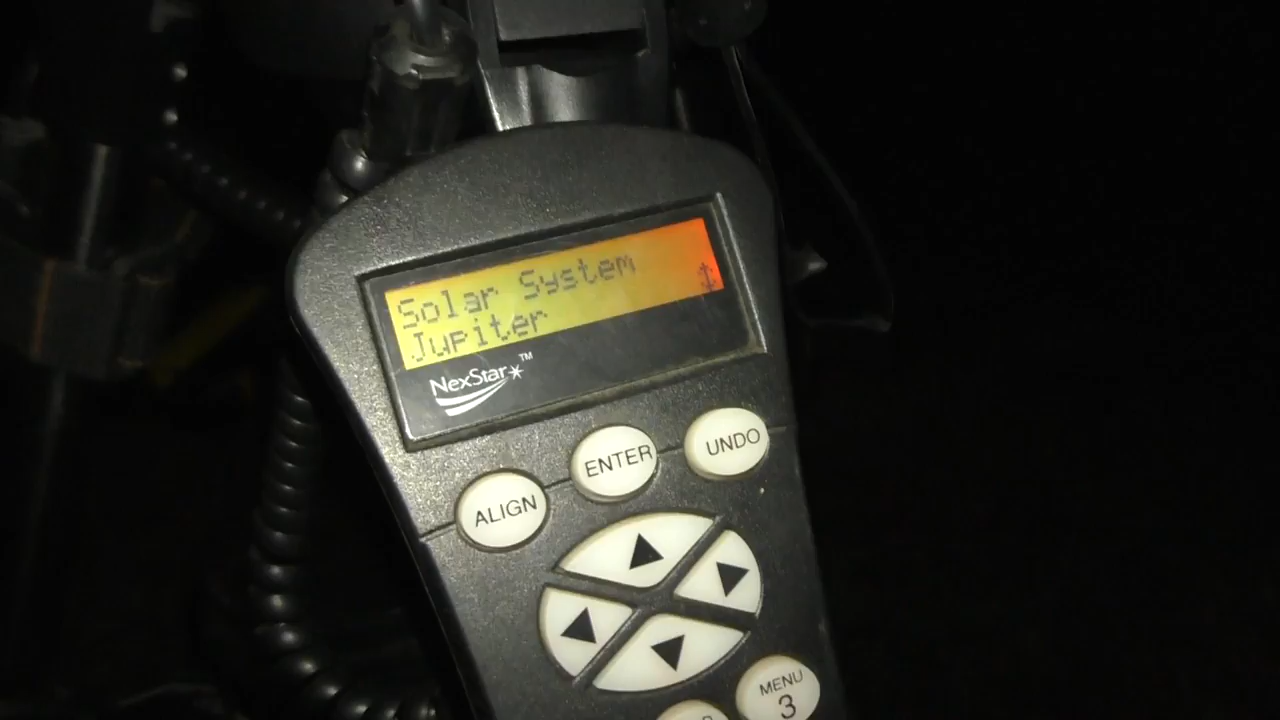 Solar System
Jupiter
NexStar™
ALIGN
ENTER
UNDO
MENU
3